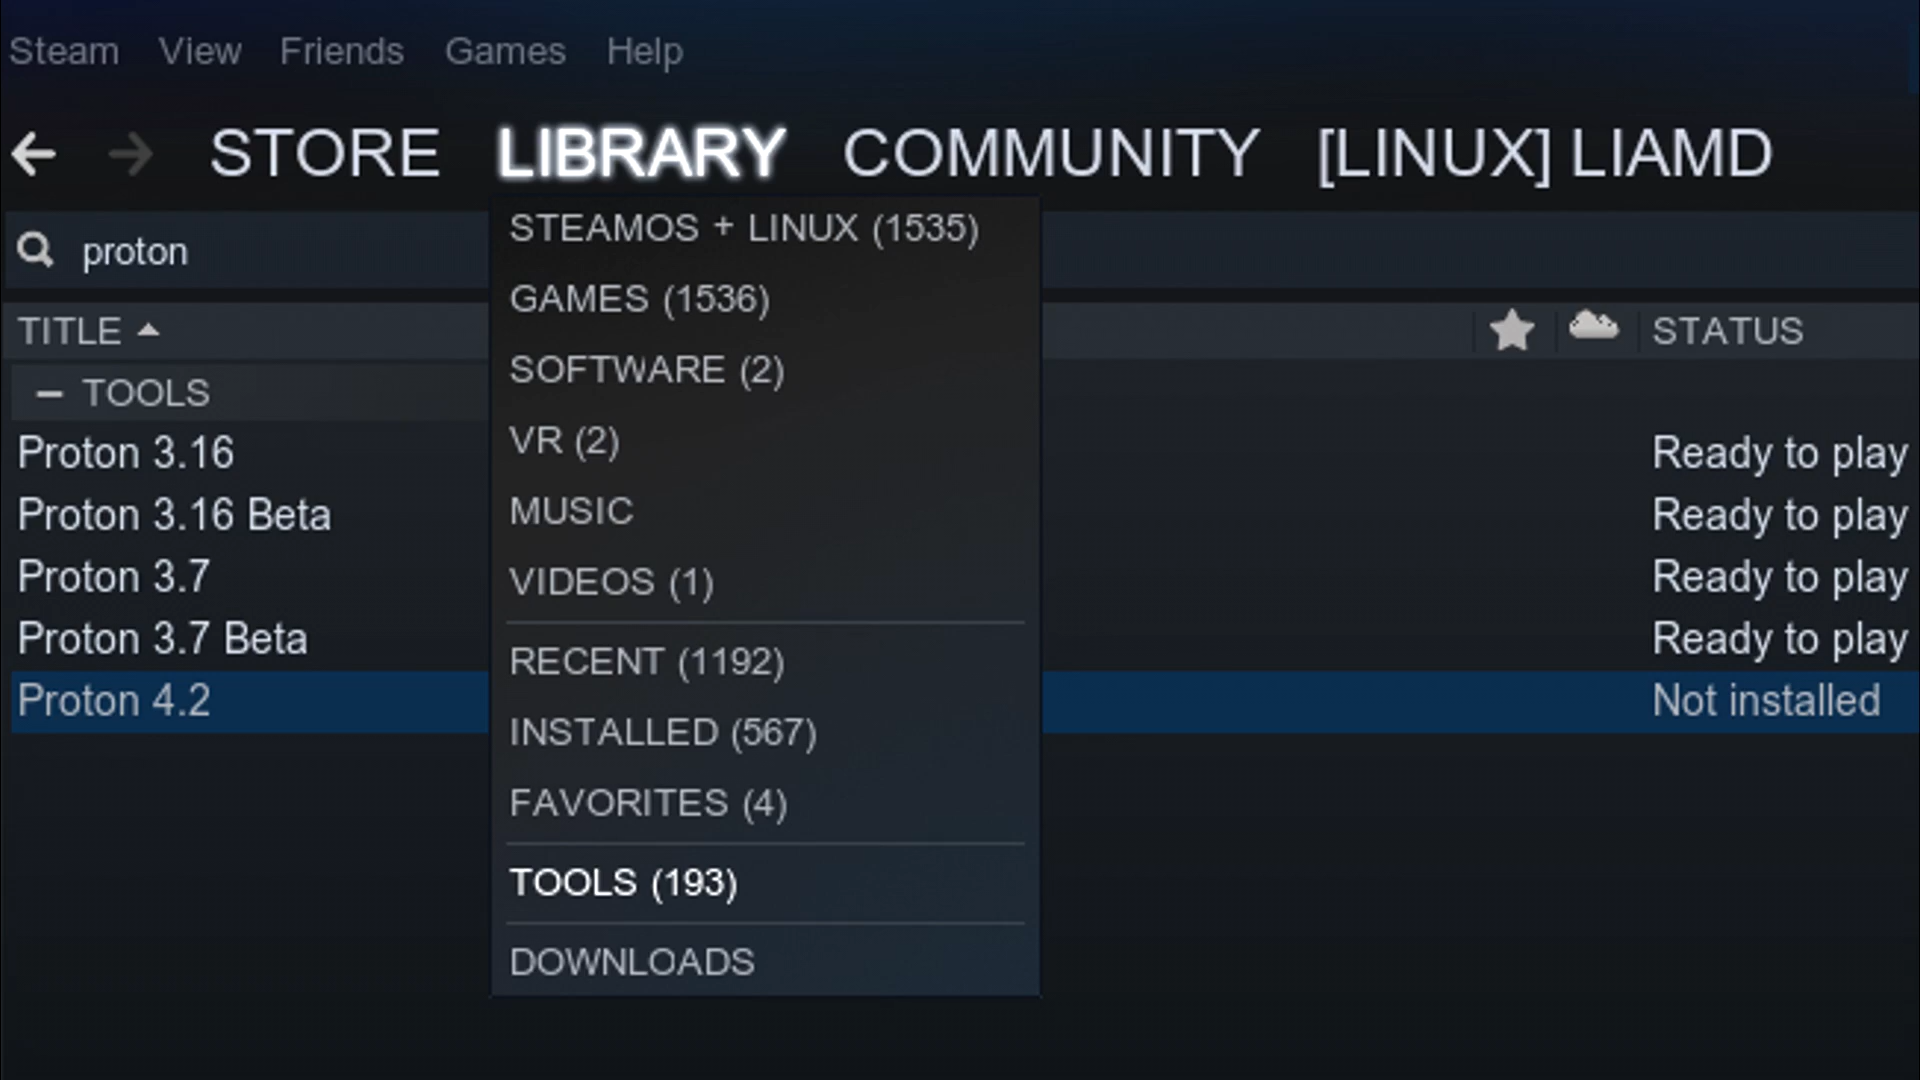 Steam View Friends Games Help
STORE LIBRARY COMMUNITY [LINUX] LIAMD
proton
STEAMOS + LINUX (1535)
GAMES (1536)
SOFTWARE (2)
VR (2)
MUSIC
VIDEOS (1)
RECENT (1192)
INSTALLED (567)
FAVORITES (4)
TOOLS (193)
DOWNLOADS
TITLE STATUS
TOOLS
Proton 3.16 Ready to play
Proton 3.16 Beta Ready to play
Proton 3.7 Ready to play
Proton 3.7 Beta Ready to play
Proton 4.2 Not installed